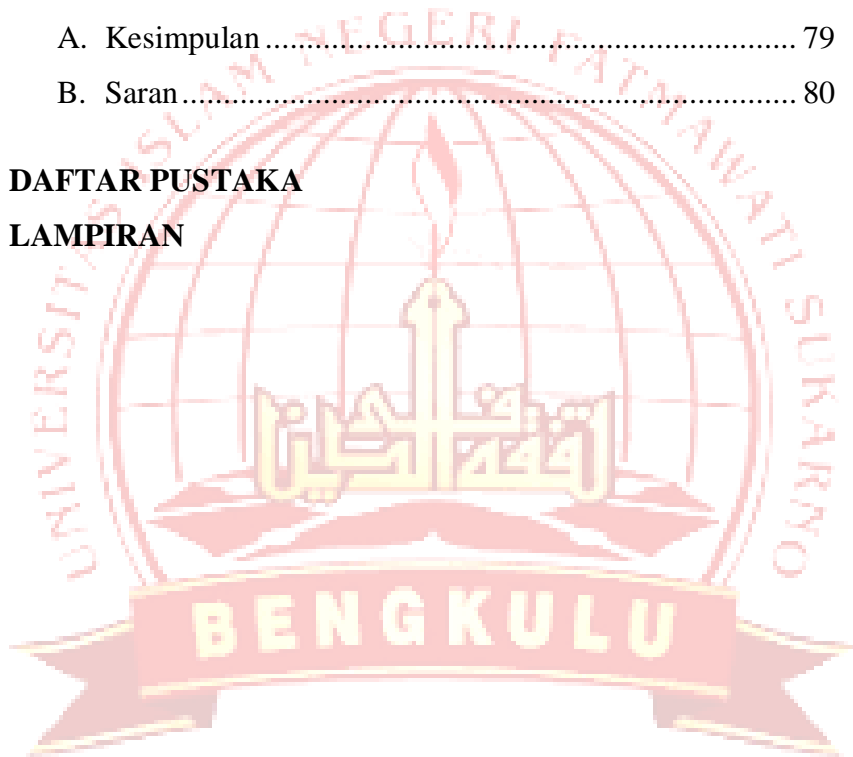 A. Kesimpulan ........................................................................ 79
B. Saran ................................................................................... 80
DAFTAR PUSTAKA
LAMPIRAN
UNIVERSITAS ISLAM NEGERI FATMAWATI SUKARNO
BENGKULU